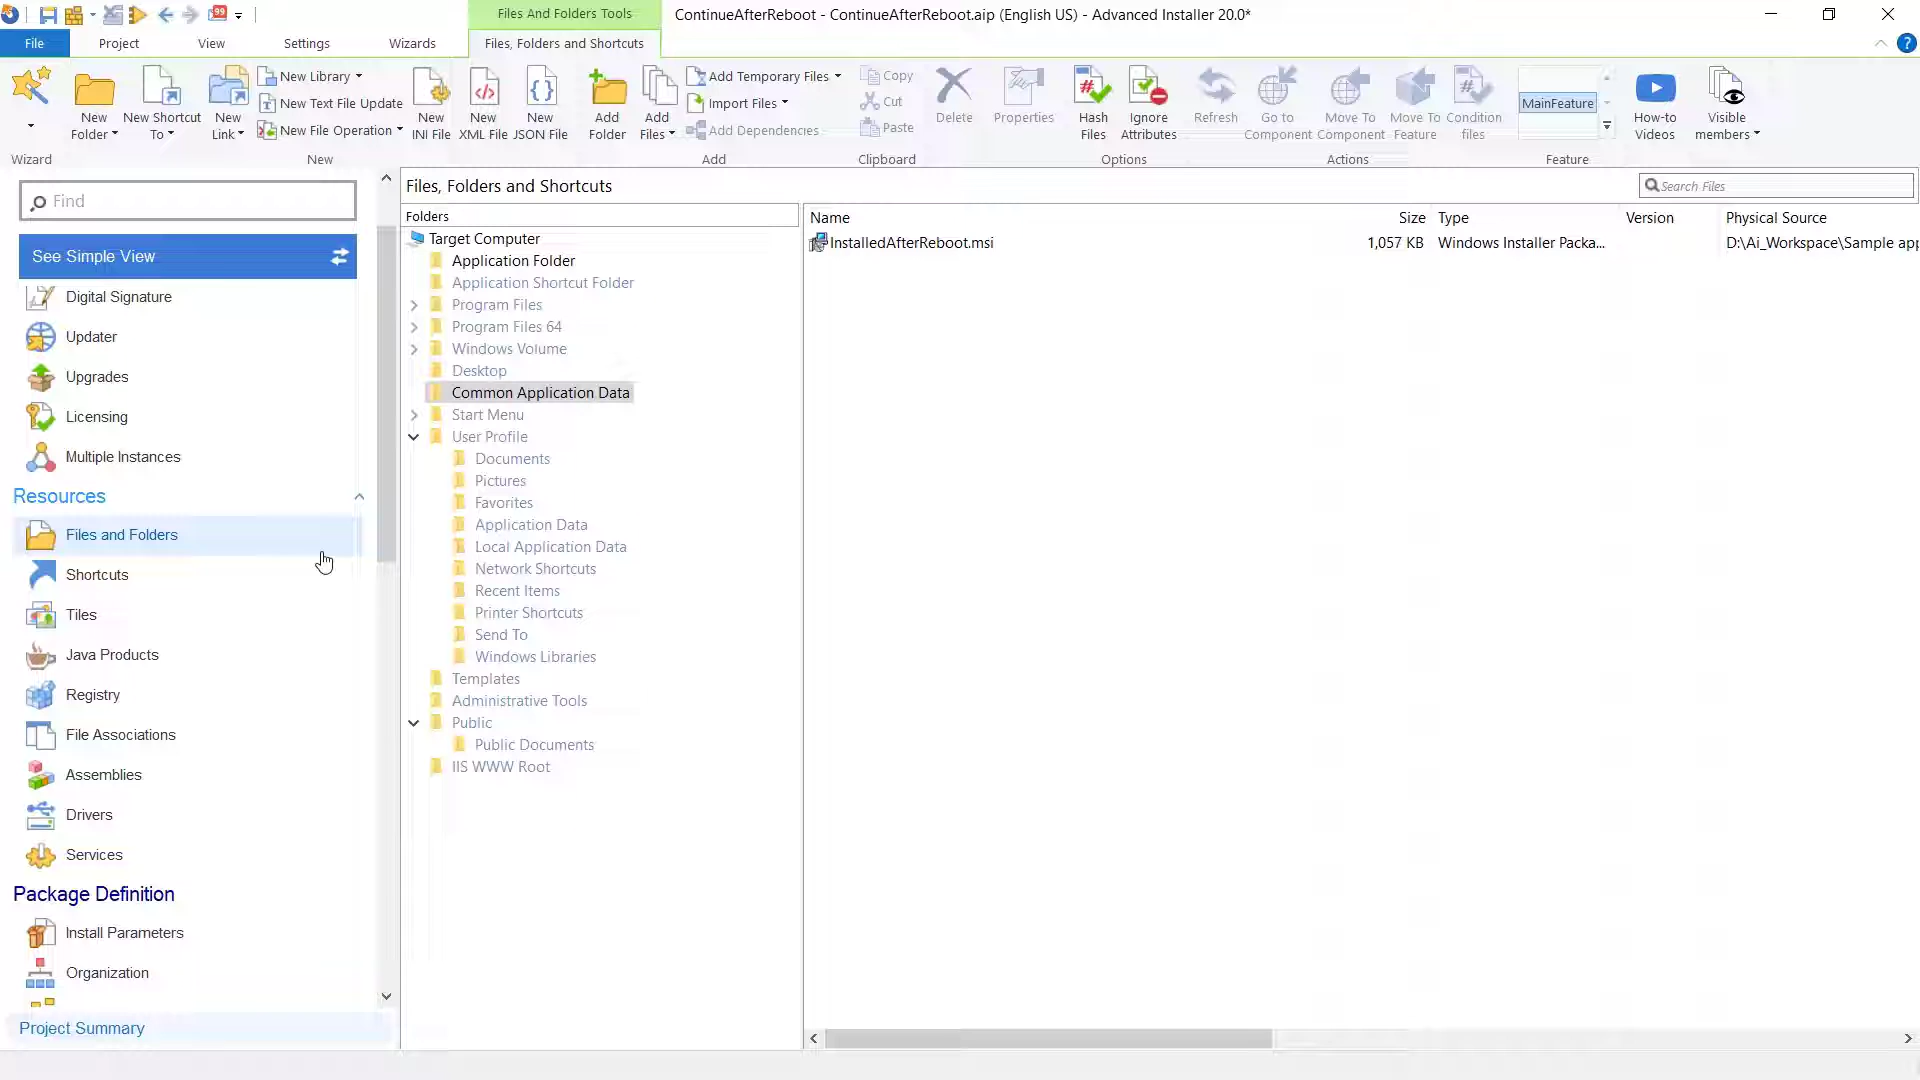 99
Files And Folders Tools
ContinueAfterReboot - ContinueAfterReboot.aip (English US) - Advanced Installer 20.0*
File
Project
View
Settings
Wizards
Files, Folders and Shortcuts
?
New Folder
New Shortcut To
New Link
New Library
New Text File Update
New File Operation
New INI File
New XML File
New JSON File
Add Folder
Add Files
Add Temporary Files
Import Files
Add Dependencies
Copy
Cut
Paste
Delete
Properties
Hash Files
Ignore Attributes
Refresh
Go to Component
Move To Component
Move To Feature
Condition files
MainFeature
How-to Videos
Visible members
Wizard
New
Add
Clipboard
Options
Actions
Feature
Find
See Simple View
Digital Signature
Updater
Upgrades
Licensing
Multiple Instances
Resources
Files and Folders
Shortcuts
Tiles
Java Products
Registry
File Associations
Assemblies
Drivers
Services
Package Definition
Install Parameters
Organization
Project Summary
Files, Folders and Shortcuts
Search Files
Folders
Target Computer
Application Folder
Application Shortcut Folder
Program Files
Program Files 64
Windows Volume
Desktop
Common Application Data
Start Menu
User Profile
Documents
Pictures
Favorites
Application Data
Local Application Data
Network Shortcuts
Recent Items
Printer Shortcuts
Send To
Windows Libraries
Templates
Administrative Tools
Public
Public Documents
IIS WWW Root
Name Size Type Version Physical Source
InstalledAfterReboot.msi 1,057 KB Windows Installer Packa... D:\Ai_Workspace\Sample app